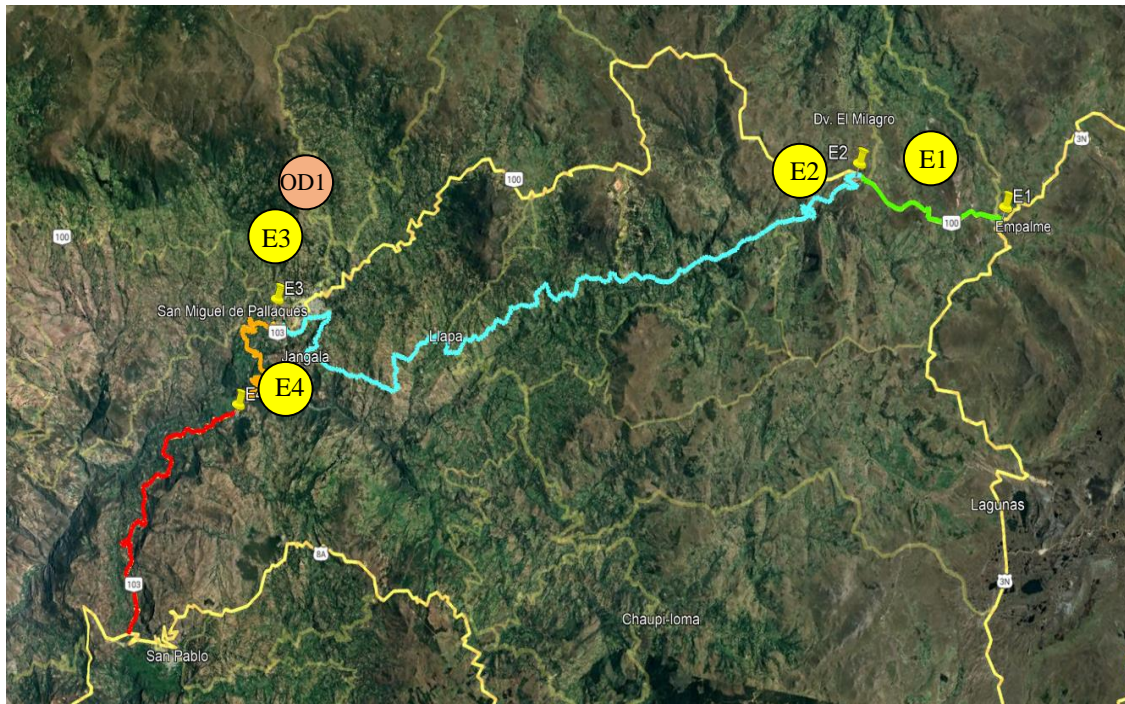 Dv. El Milagro
3N
E2
E1
E2
OD1
100
E1
E3
Empalme
100
100
E3
San Miguel de Pallaques
103
Llapa
Jangala
E4
Lagunas
8A
103
3N
Chaupi-loma
San Pablo